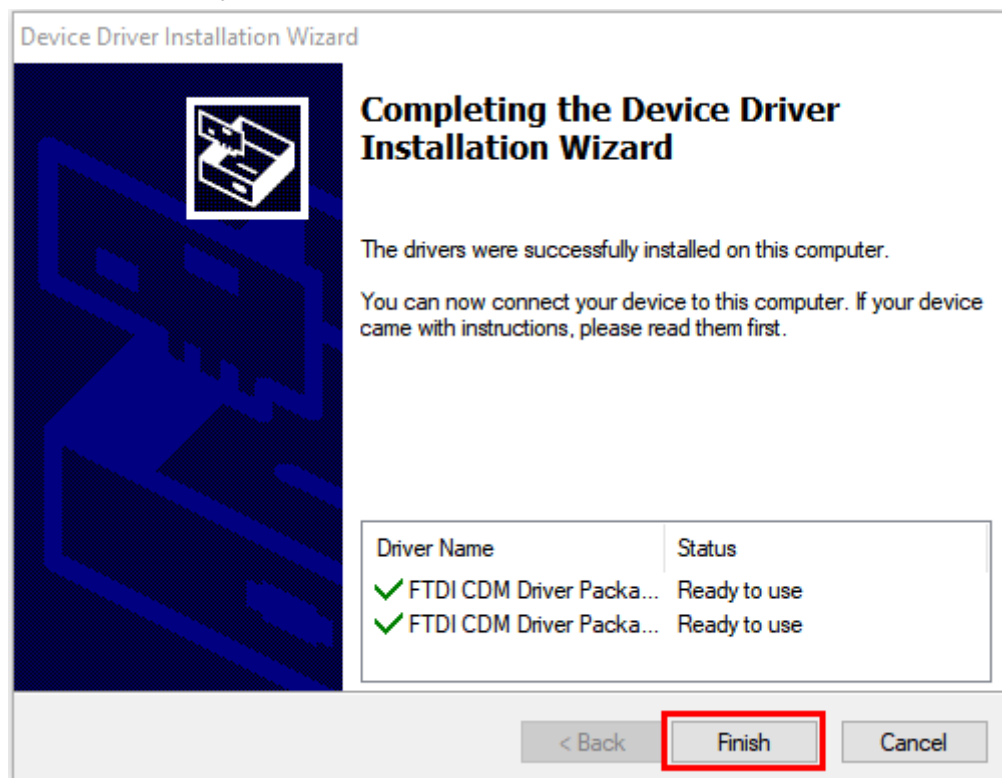 Device Driver Installation Wizard
Completing the Device Driver
Installation Wizard
The drivers were successfully installed on this computer.
You can now connect your device to this computer. If your device
came with instructions, please read them first.
Driver Name Status
FTDI CDM Driver Packa... Ready to use
FTDI CDM Driver Packa... Ready to use
< Back Finish Cancel